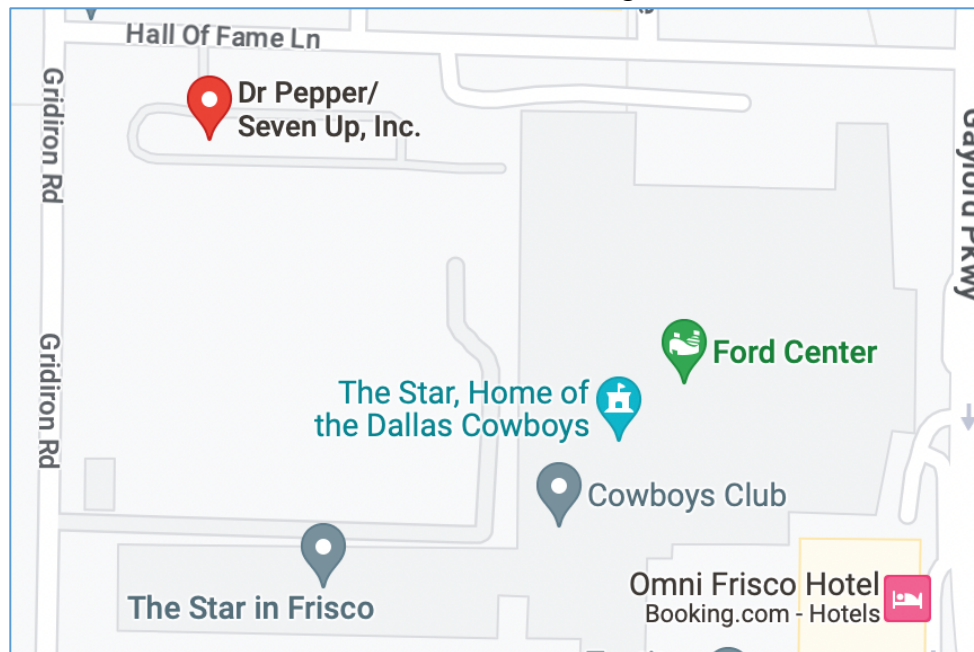 Hall Of Fame Ln
Gridiron Rd
Dr Pepper/
Seven Up, Inc.
Gaylord Pkwy
Ford Center
Gridiron Rd
The Star, Home of
the Dallas Cowboys
Cowboys Club
The Star in Frisco
Omni Frisco Hotel
Booking.com - Hotels